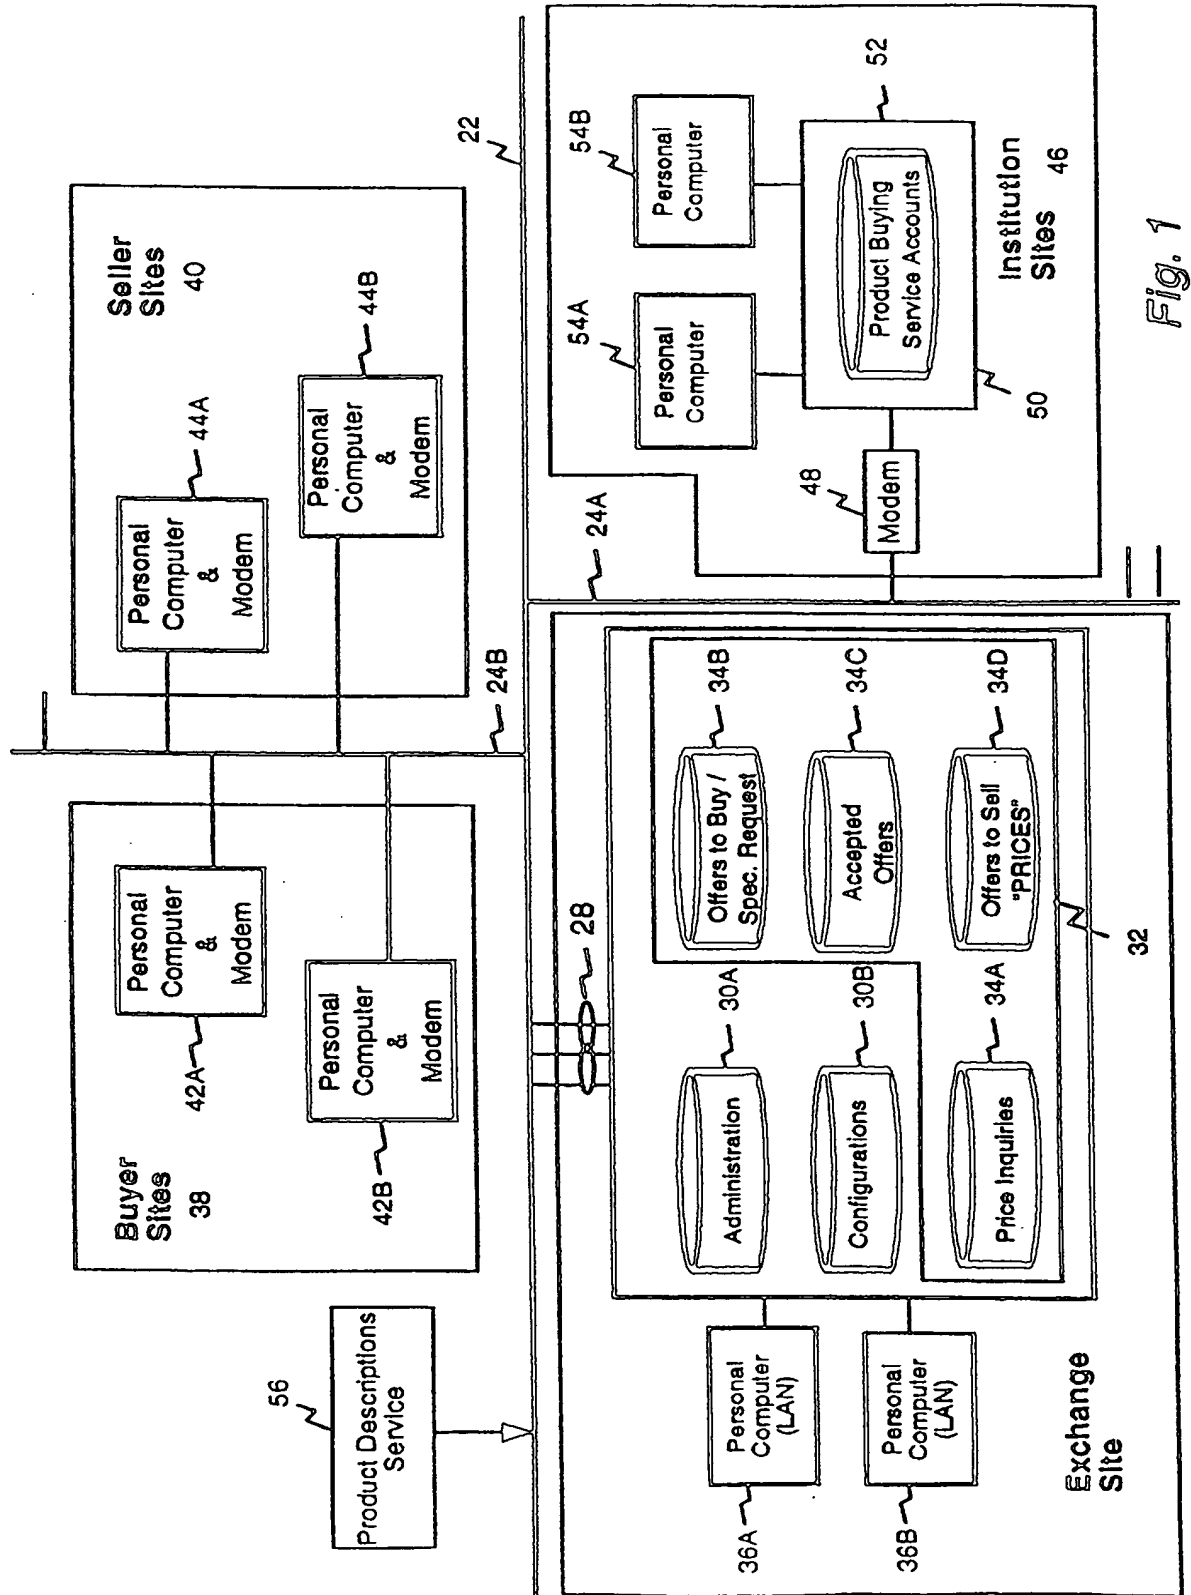 56
Product Descriptions
Service
Buyer
Sites
38
42A
Personal
Computer
&
Modem
42B
Personal
Computer
&
Modem
24B
Seller
Sites
40
Personal
Computer
&
Modem
44A
Personal
Computer
&
Modem
44B
22
28
24A
36A
Personal
Computer
(LAN)
36B
Personal
Computer
(LAN)
Exchange
Site
Administration
30A
Configurations
30B
Price Inquiries
34A
Offers to Buy /
Spec. Request
34B
Accepted
Offers
34C
Offers to Sell
"PRICES"
34D
32
54A
Personal
Computer
54B
Personal
Computer
48
Modem
Product Buying
Service Accounts
52
50
Institution
Sites 46
Fig. 1